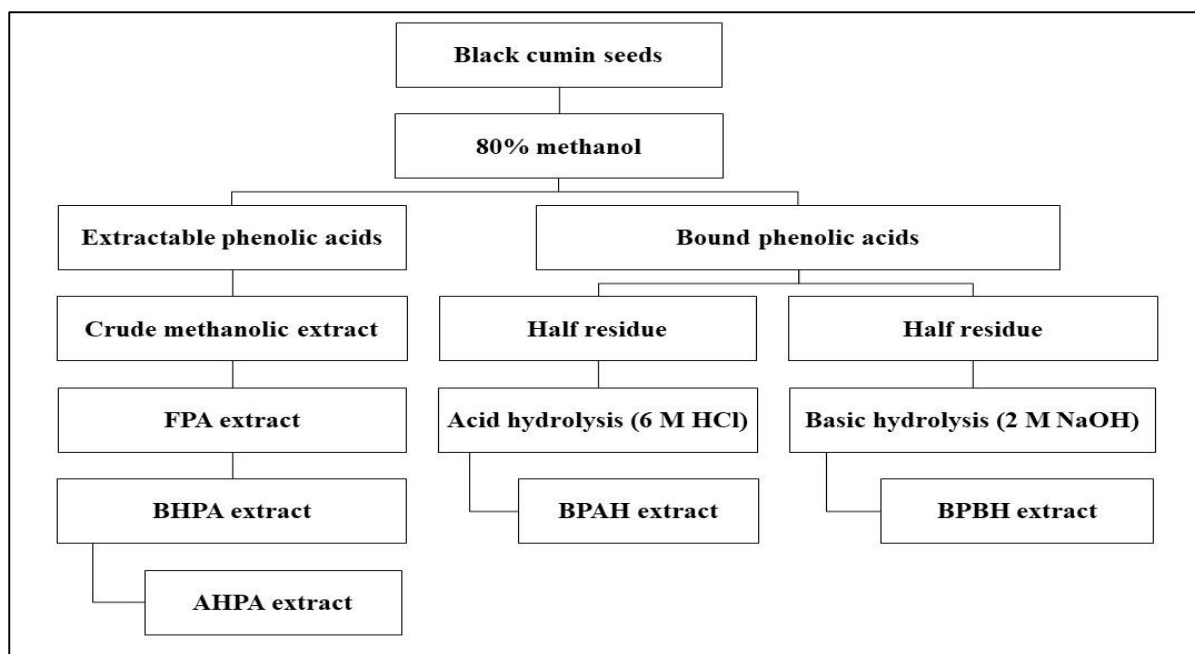 Black cumin seeds
80% methanol
Extractable phenolic acids
Bound phenolic acids
Crude methanolic extract
Half residue
Half residue
FPA extract
Acid hydrolysis (6 M HCl)
Basic hydrolysis (2 M NaOH)
BHPA extract
BPAH extract
BPBH extract
AHPA extract